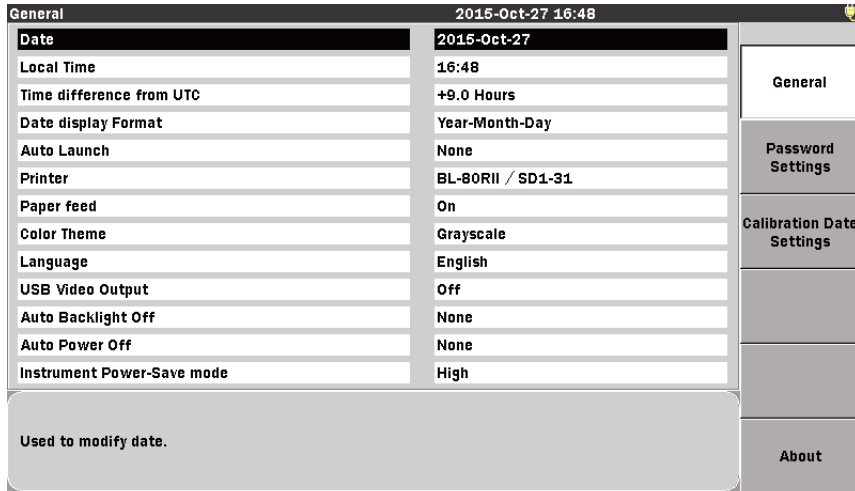 General 2015-Oct-27 16:48
Date 2015-Oct-27
Local Time 16:48
Time difference from UTC +9.0 Hours
Date display Format Year-Month-Day
Auto Launch None
Printer BL-80RII / SD1-31
Paper feed On
Color Theme Grayscale
Language English
USB Video Output Off
Auto Backlight Off None
Auto Power Off None
Instrument Power-Save mode High
Used to modify date.
General
Password
Settings
Calibration Date
Settings
About